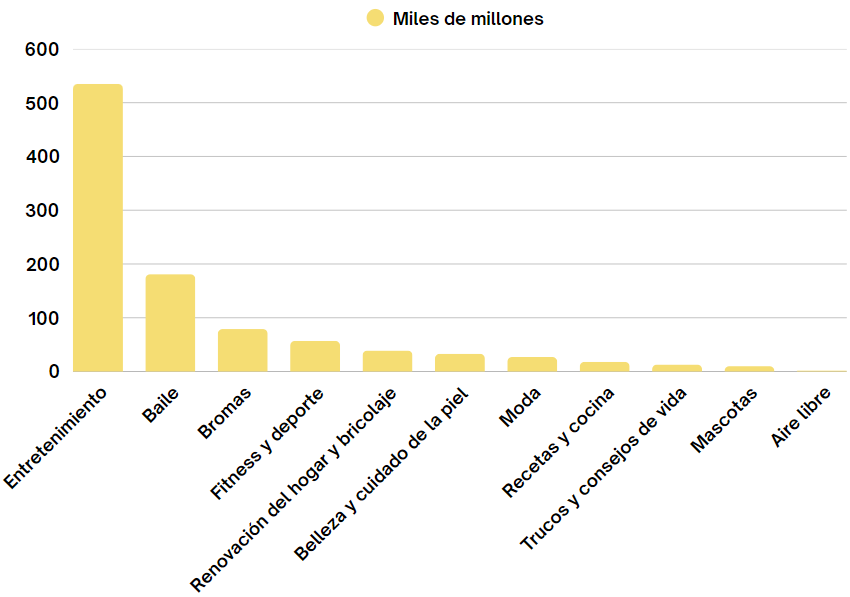 Miles de millones
600
500
400
300
200
100
0
Entretenimiento
Baile
Bromas
Fitness y deporte
Renovación del hogar y bricolaje
Belleza y cuidado de la piel
Moda
Recetas y cocina
Trucos y consejos de vida
Mascotas
Aire libre